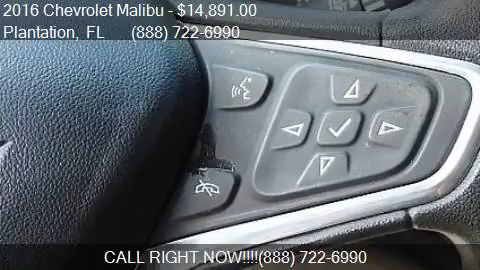 2016 Chevrolet Malibu - $14,891.00
Plantation, FL (888) 722-6990
CALL RIGHT NOW!!!!(888) 722-6990